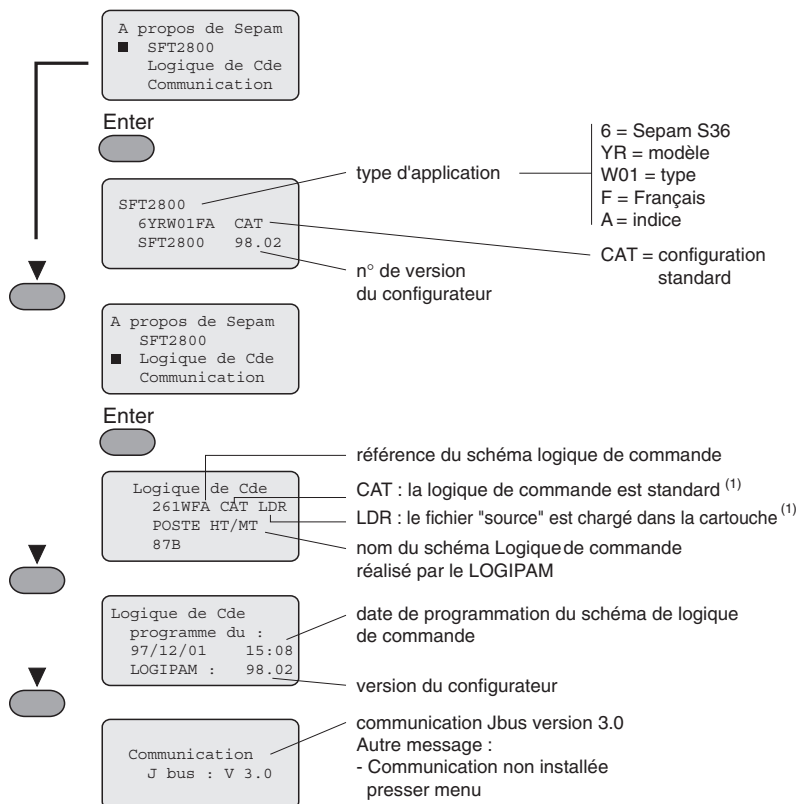 A propos de Sepam
SFT2800
Logique de Cde
Communication
Enter
SFT2800
6YRW01FA CAT
SFT2800 98.02
type d'application
6 = Sepam S36
YR = modèle
W01 = type
F = Français
A = indice
CAT = configuration
standard
n° de version
du configurateur
A propos de Sepam
SFT2800
Logique de Cde
Communication
Enter
Logique de Cde
261WFA CAT LDR
POSTE HT/MT
87B
référence du schéma logique de commande
CAT : la logique de commande est standard (1)
LDR : le fichier "source" est chargé dans la cartouche (1)
nom du schéma Logique de commande
réalisé par le LOGIPAM
Logique de Cde
programme du :
97/12/01 15:08
LOGIPAM : 98.02
date de programmation du schéma de logique
de commande
version du configurateur
Communication
J bus : V 3.0
communication Jbus version 3.0
Autre message :
- Communication non installée
presser menu